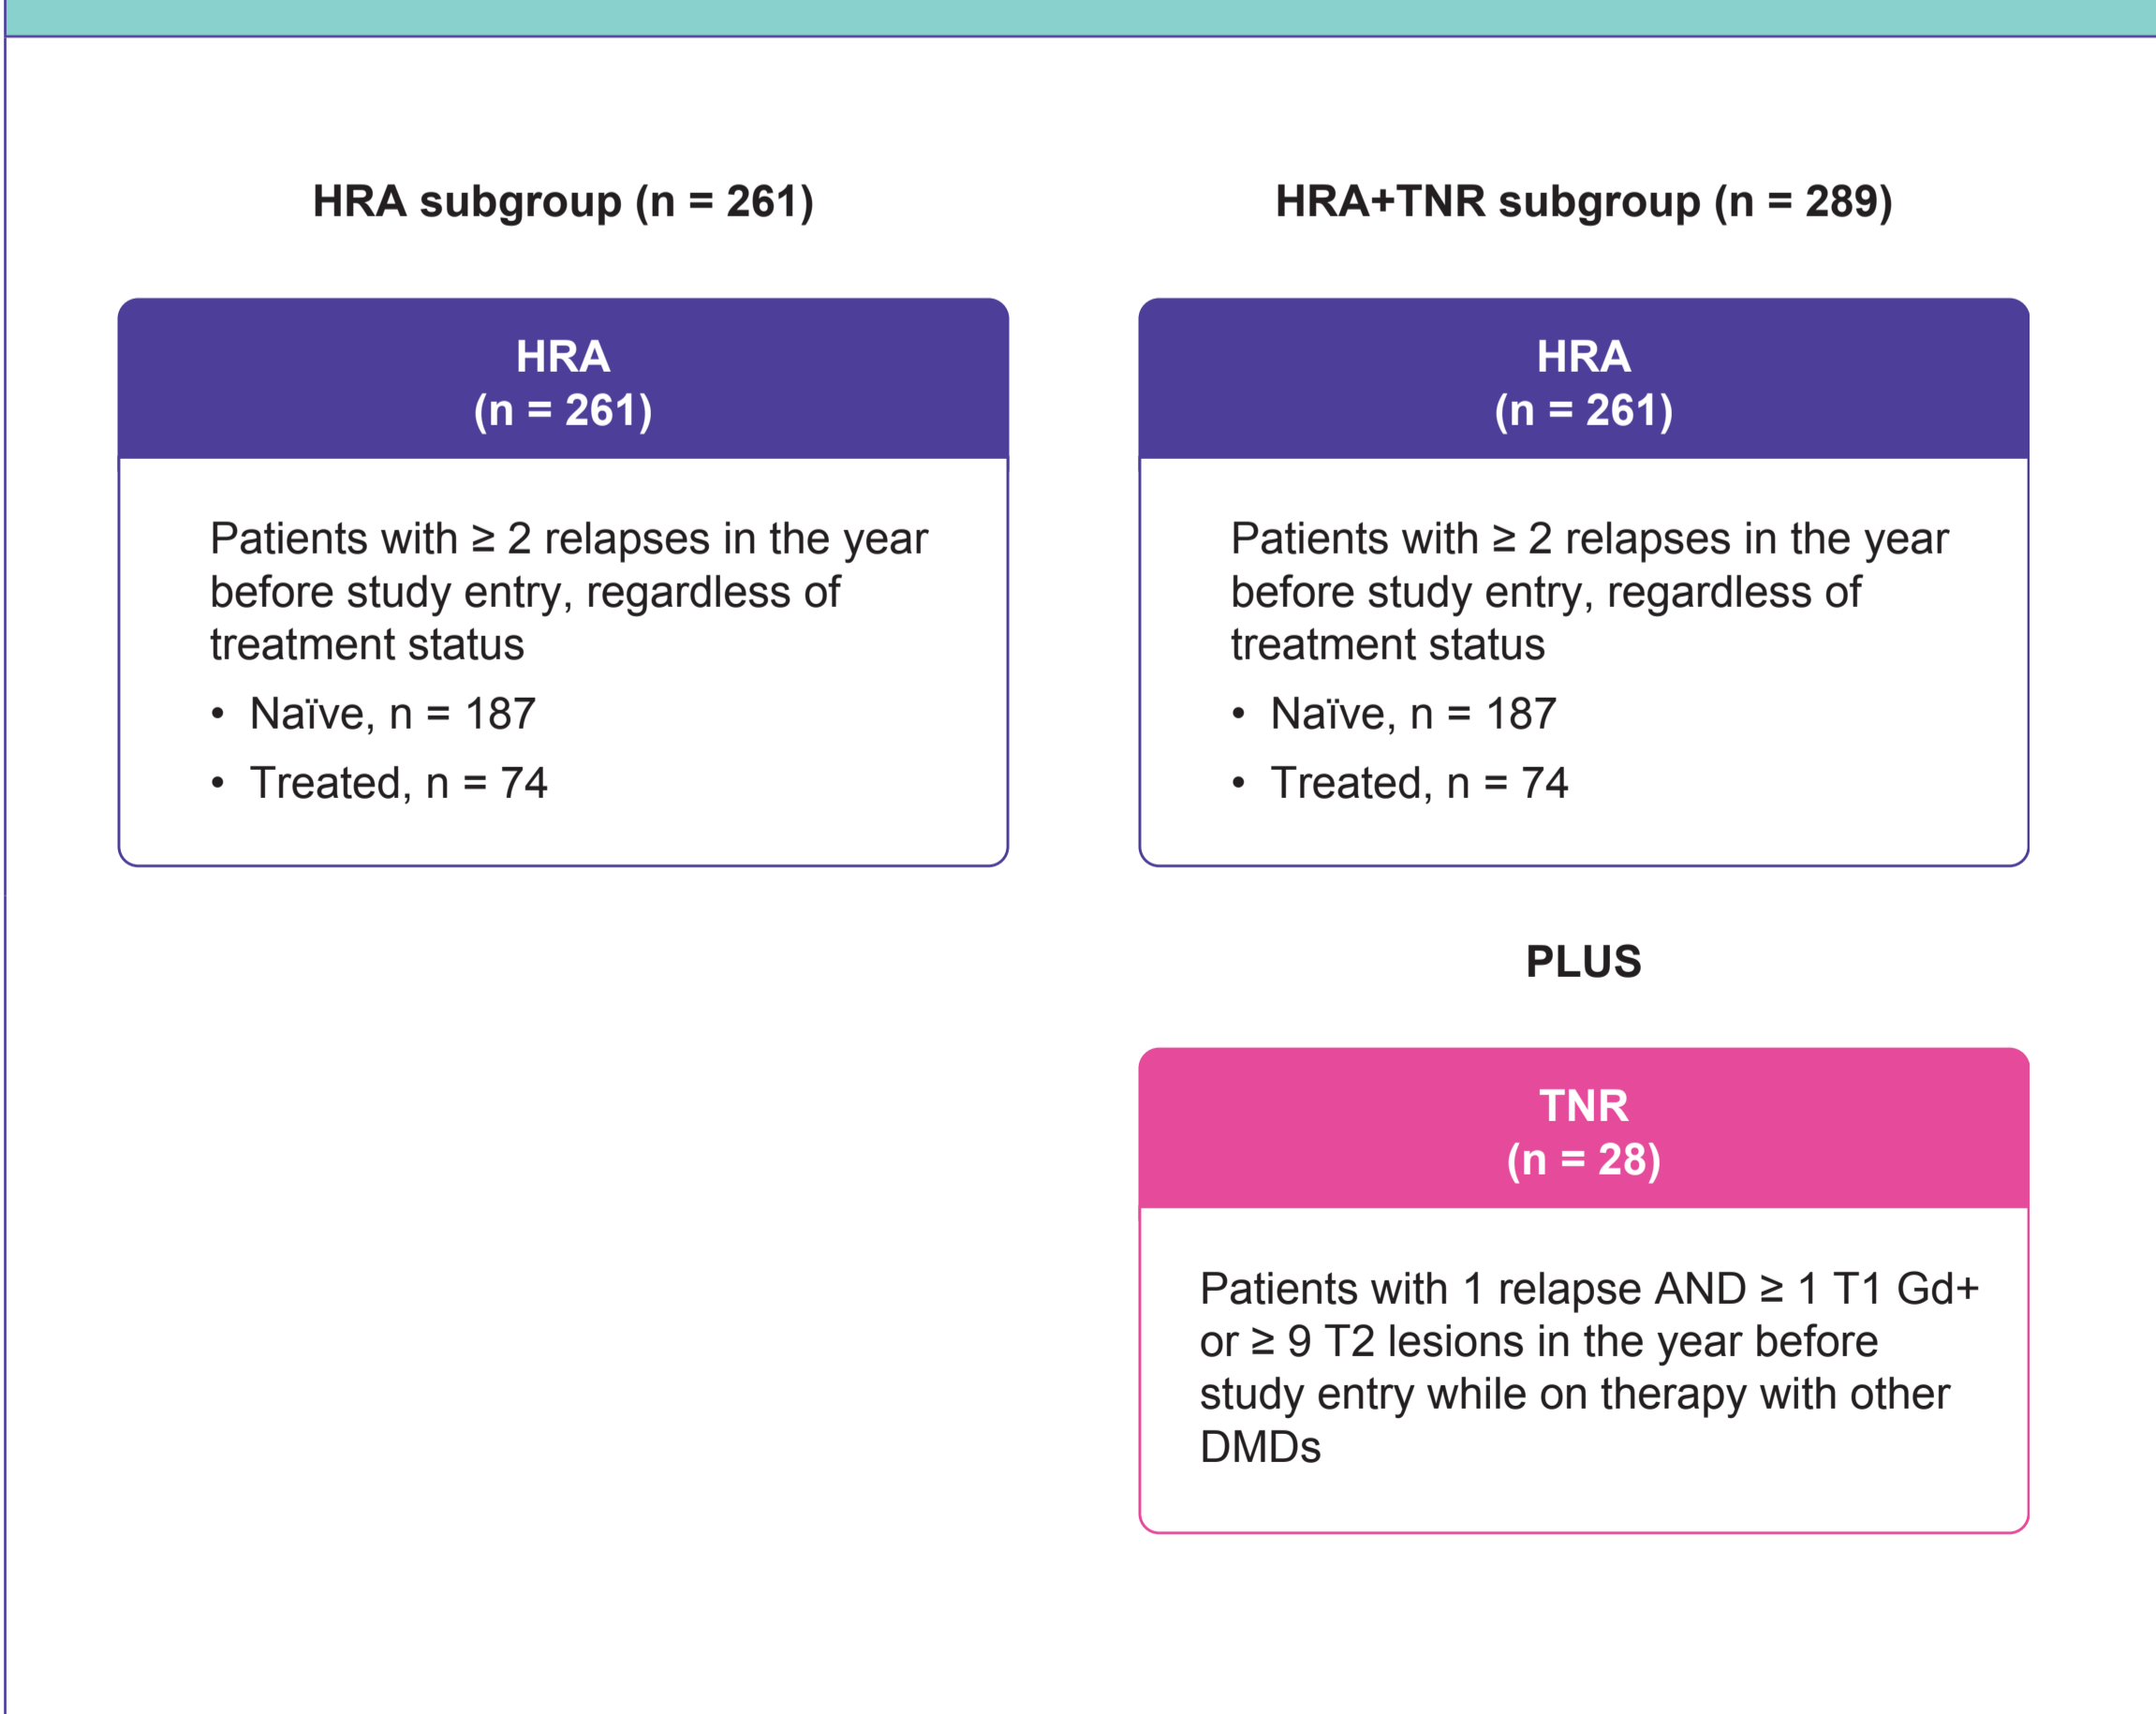 HRA subgroup (n = 261)
HRA
(n = 261)
Patients with ≥ 2 relapses in the year
before study entry, regardless of
treatment status
• Naïve, n = 187
• Treated, n = 74
HRA+TNR subgroup (n = 289)
HRA
(n = 261)
Patients with ≥ 2 relapses in the year
before study entry, regardless of
treatment status
• Naïve, n = 187
• Treated, n = 74
PLUS
TNR
(n = 28)
Patients with 1 relapse AND ≥ 1 T1 Gd+
or ≥ 9 T2 lesions in the year before
study entry while on therapy with other
DMDs